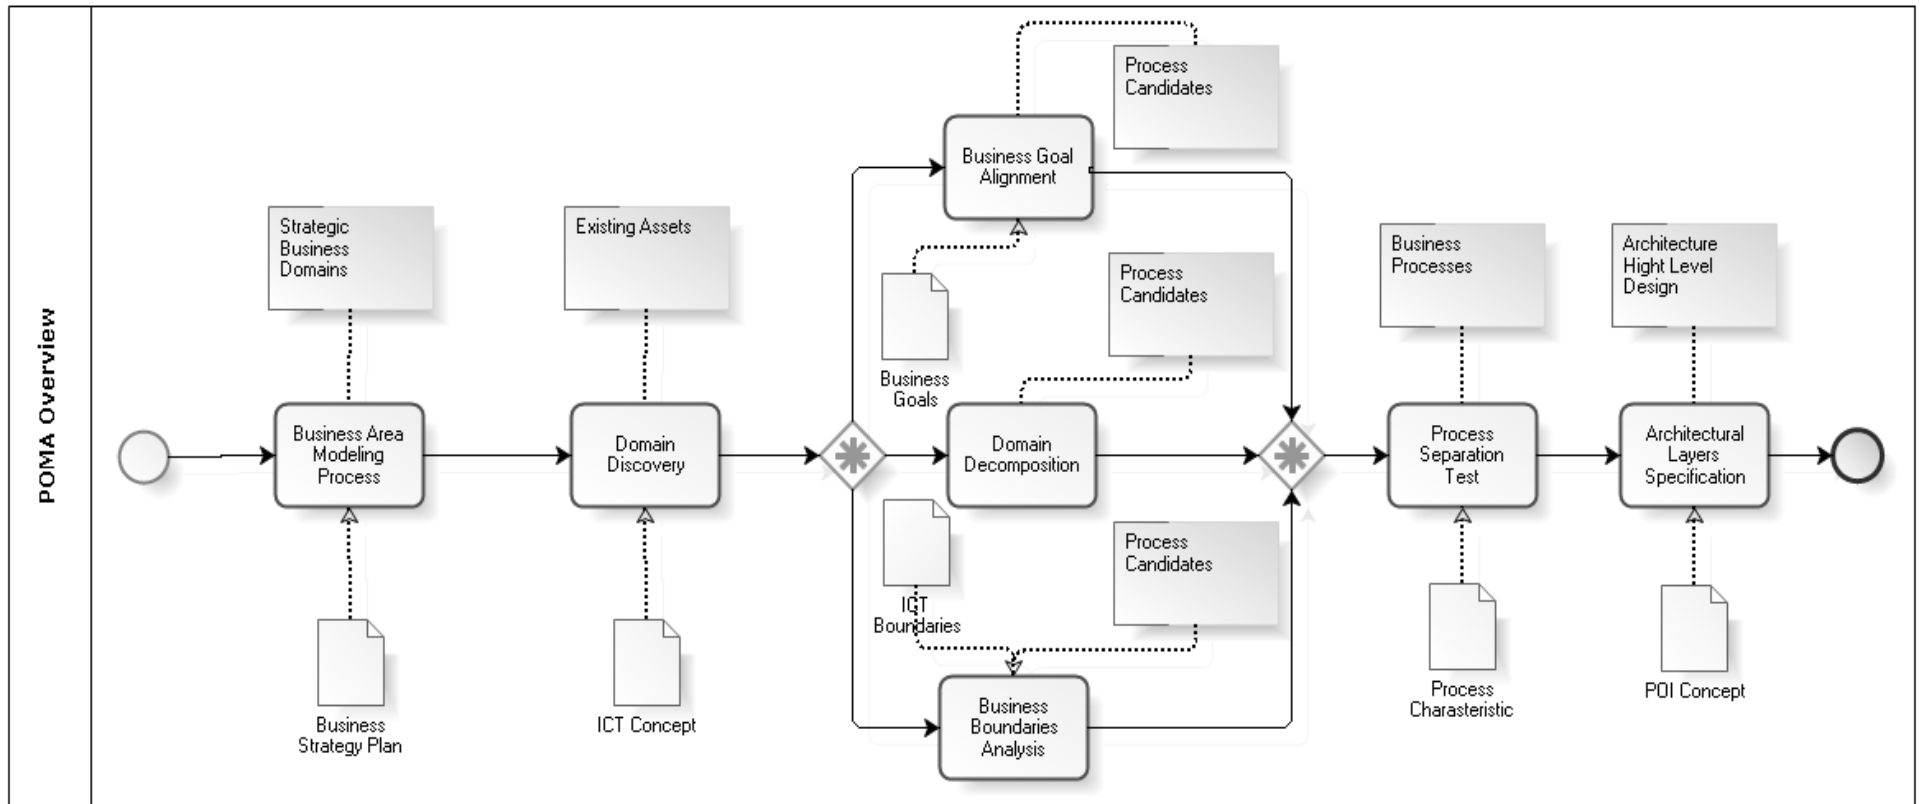 POMA Overview
Strategic
Business
Domains
Business Area
Modeling
Process
Business
Strategy Plan
Existing Assets
Domain
Discovery
ICT Concept
Process
Candidates
Business Goal
Alignment
Business
Goals
Process
Candidates
Domain
Decomposition
ICT
Boundaries
Process
Candidates
Business
Boundaries
Analysis
Business
Processes
Process
Separation
Test
Process
Charasteristic
Architecture
Hight Level
Design
Architectural
Layers
Specification
POI Concept